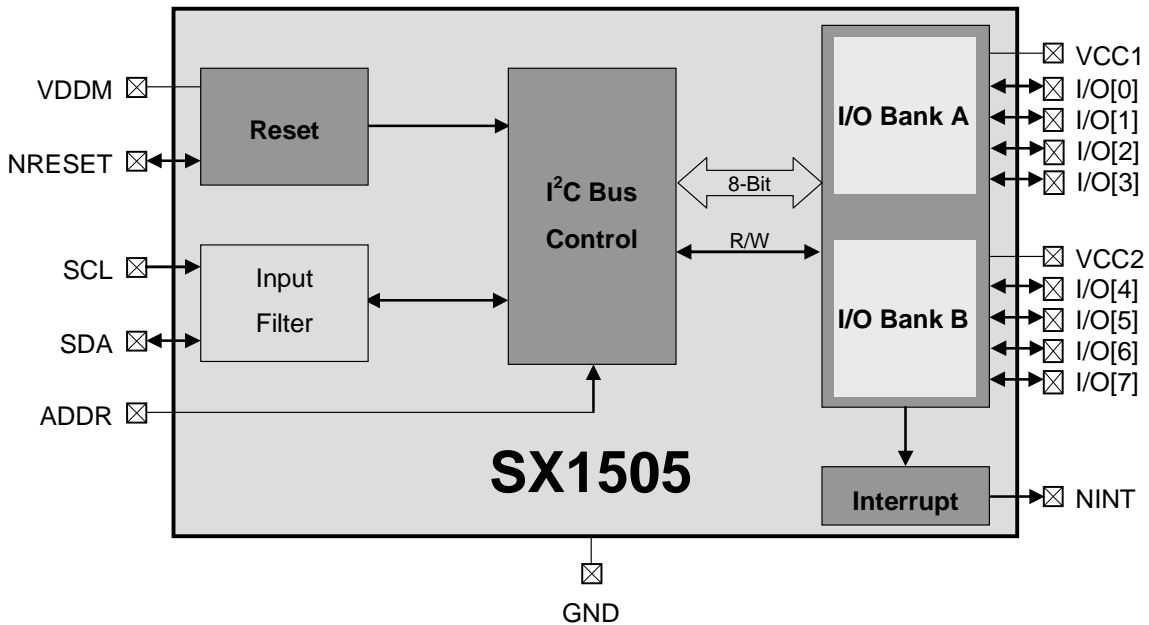 VDDM
NRESET
SCL
SDA
ADDR
Reset
Input
Filter
I²C Bus
Control
8-Bit
R/W
I/O Bank A
I/O Bank B
Interrupt
SX1505
VCC1
I/O[0]
I/O[1]
I/O[2]
I/O[3]
VCC2
I/O[4]
I/O[5]
I/O[6]
I/O[7]
NINT
GND